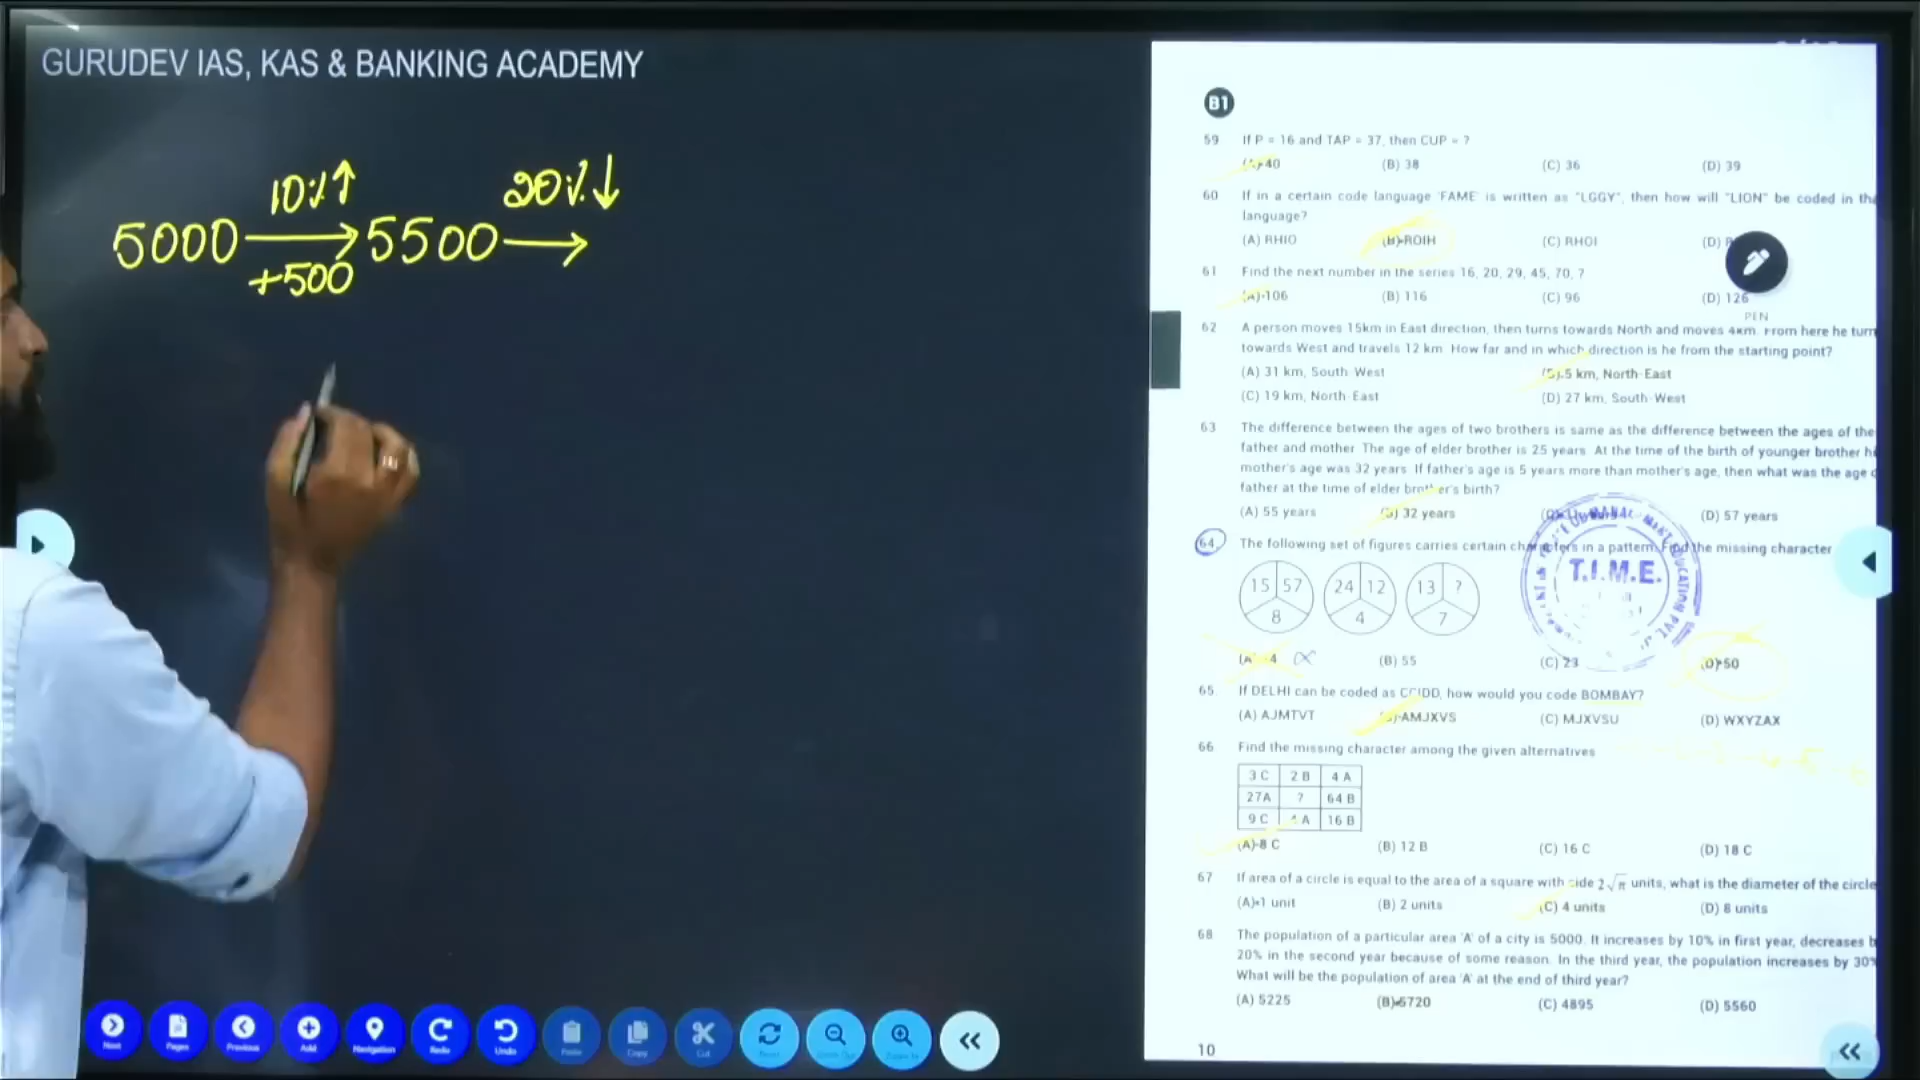 GURUDEV IAS, KAS & BANKING ACADEMY
10%↑ 20%↓
5000 → 5500 →
+500
B1
59 If P = 16 and TAP = 37, then CUP = ?
(A) 40 (B) 38 (C) 36 (D) 39
60 If in a certain code language 'FAME' is written as "LGGY", then how will "LION" be coded in
language?
(A) RHIO (B) ROIH (C) RHOI (D)
61 Find the next number in the series 16, 20, 29, 45, 70, ?
(A) 106 (B) 116 (C) 96 (D) 126
PEN
62 A person moves 15km in East direction, then turns towards North and moves 4km. From here he turn
towards West and travels 12 km. How far and in which direction is he from the starting point?
(A) 31 km, South-West 5 km, North-East
(C) 19 km, North-East (D) 27 km, South-West
63 The difference between the ages of two brothers is same as the difference between the ages of the
father and mother. The age of elder brother is 25 years. At the time of the birth of younger brother
mother's age was 32 years. If father's age is 5 years more than mother's age, then what was the age
father at the time of elder brother's birth?
(A) 55 years 32 years (D) 57 years
64 The following set of figures carries certain characters in a pattern. Find the missing character
15 57 24 12 13 ?
8 4 7
(B) 55 (C) 23 (D) 50
T.I.M.E.
65. If DELHI can be coded as CCIDD, how would you code BOMBAY?
(A) AJMTVT AMJXVS (C) MJXVSU (D) WXYZAX
66 Find the missing character among the given alternatives
3 C 2 B 4 A
27A ? 64 B
9 C A 16 B
(A) 8 C (B) 12 B (C) 16 C (D) 18 C
67 If area of a circle is equal to the area of a square with side 2√π units, what is the diameter of the circle
(A) 1 unit (B) 2 units (C) 4 units (D) 8 units
68 The population of a particular area 'A' of a city is 5000. It increases by 10% in first year, decreases
20% in the second year because of some reason. In the third year, the population increases by 30%
What will be the population of area 'A' at the end of third year?
(A) 5225 (B) 5720 (C) 4895 (D) 5560
10
Next Pages Previous Add Navigation Redo Undo Paste Copy Cut Reset Zoom Out Zoom In